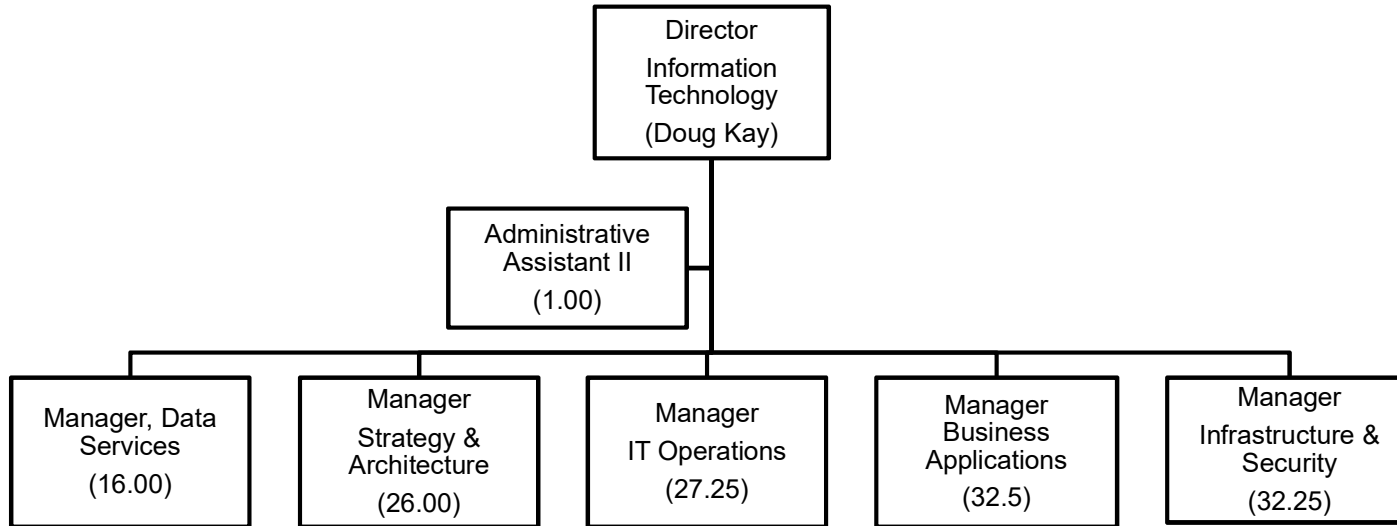 Director
Information
Technology
(Doug Kay)
Administrative
Assistant II
(1.00)
Manager, Data
Services
(16.00)
Manager
Strategy &
Architecture
(26.00)
Manager
IT Operations
(27.25)
Manager
Business
Applications
(32.5)
Manager
Infrastructure &
Security
(32.25)